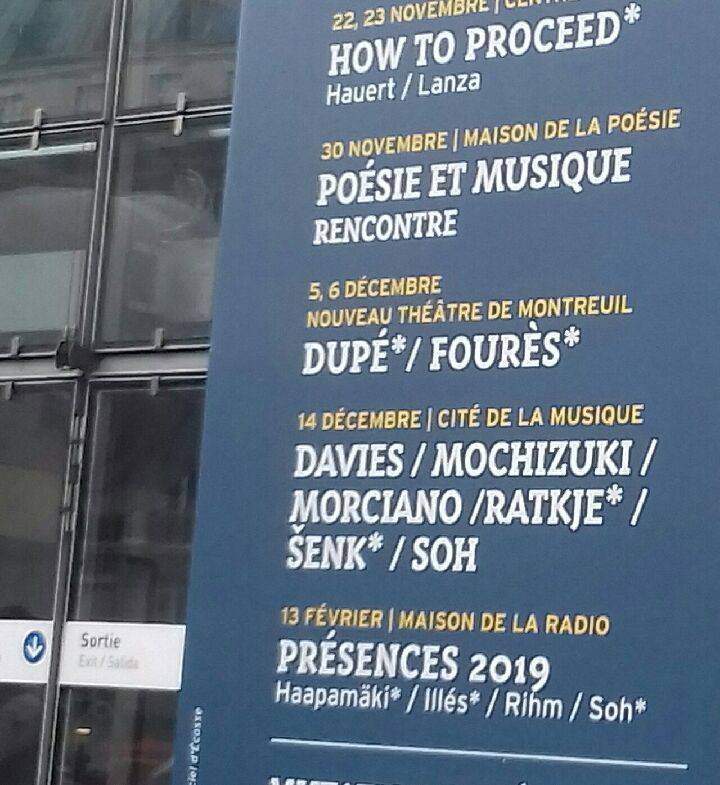 22, 23 NOVEMBRE |
HOW TO PROCEED*
Hauert / Lanza
30 NOVEMBRE | MAISON DE LA POÉSIE
POÉSIE ET MUSIQUE
RENCONTRE
5, 6 DÉCEMBRE
NOUVEAU THÉÂTRE DE MONTREUIL
DUPÉ*/ FOURÈS*
14 DÉCEMBRE | CITÉ DE LA MUSIQUE
DAVIES / MOCHIZUKI /
MORCIANO /RATKJE* /
ŠENK* / SOH
13 FÉVRIER | MAISON DE LA RADIO
PRÉSENCES 2019
Haapamäki* / Illés* / Rihm / Soh*
Sortie
Exit / Salida
d'Écosse